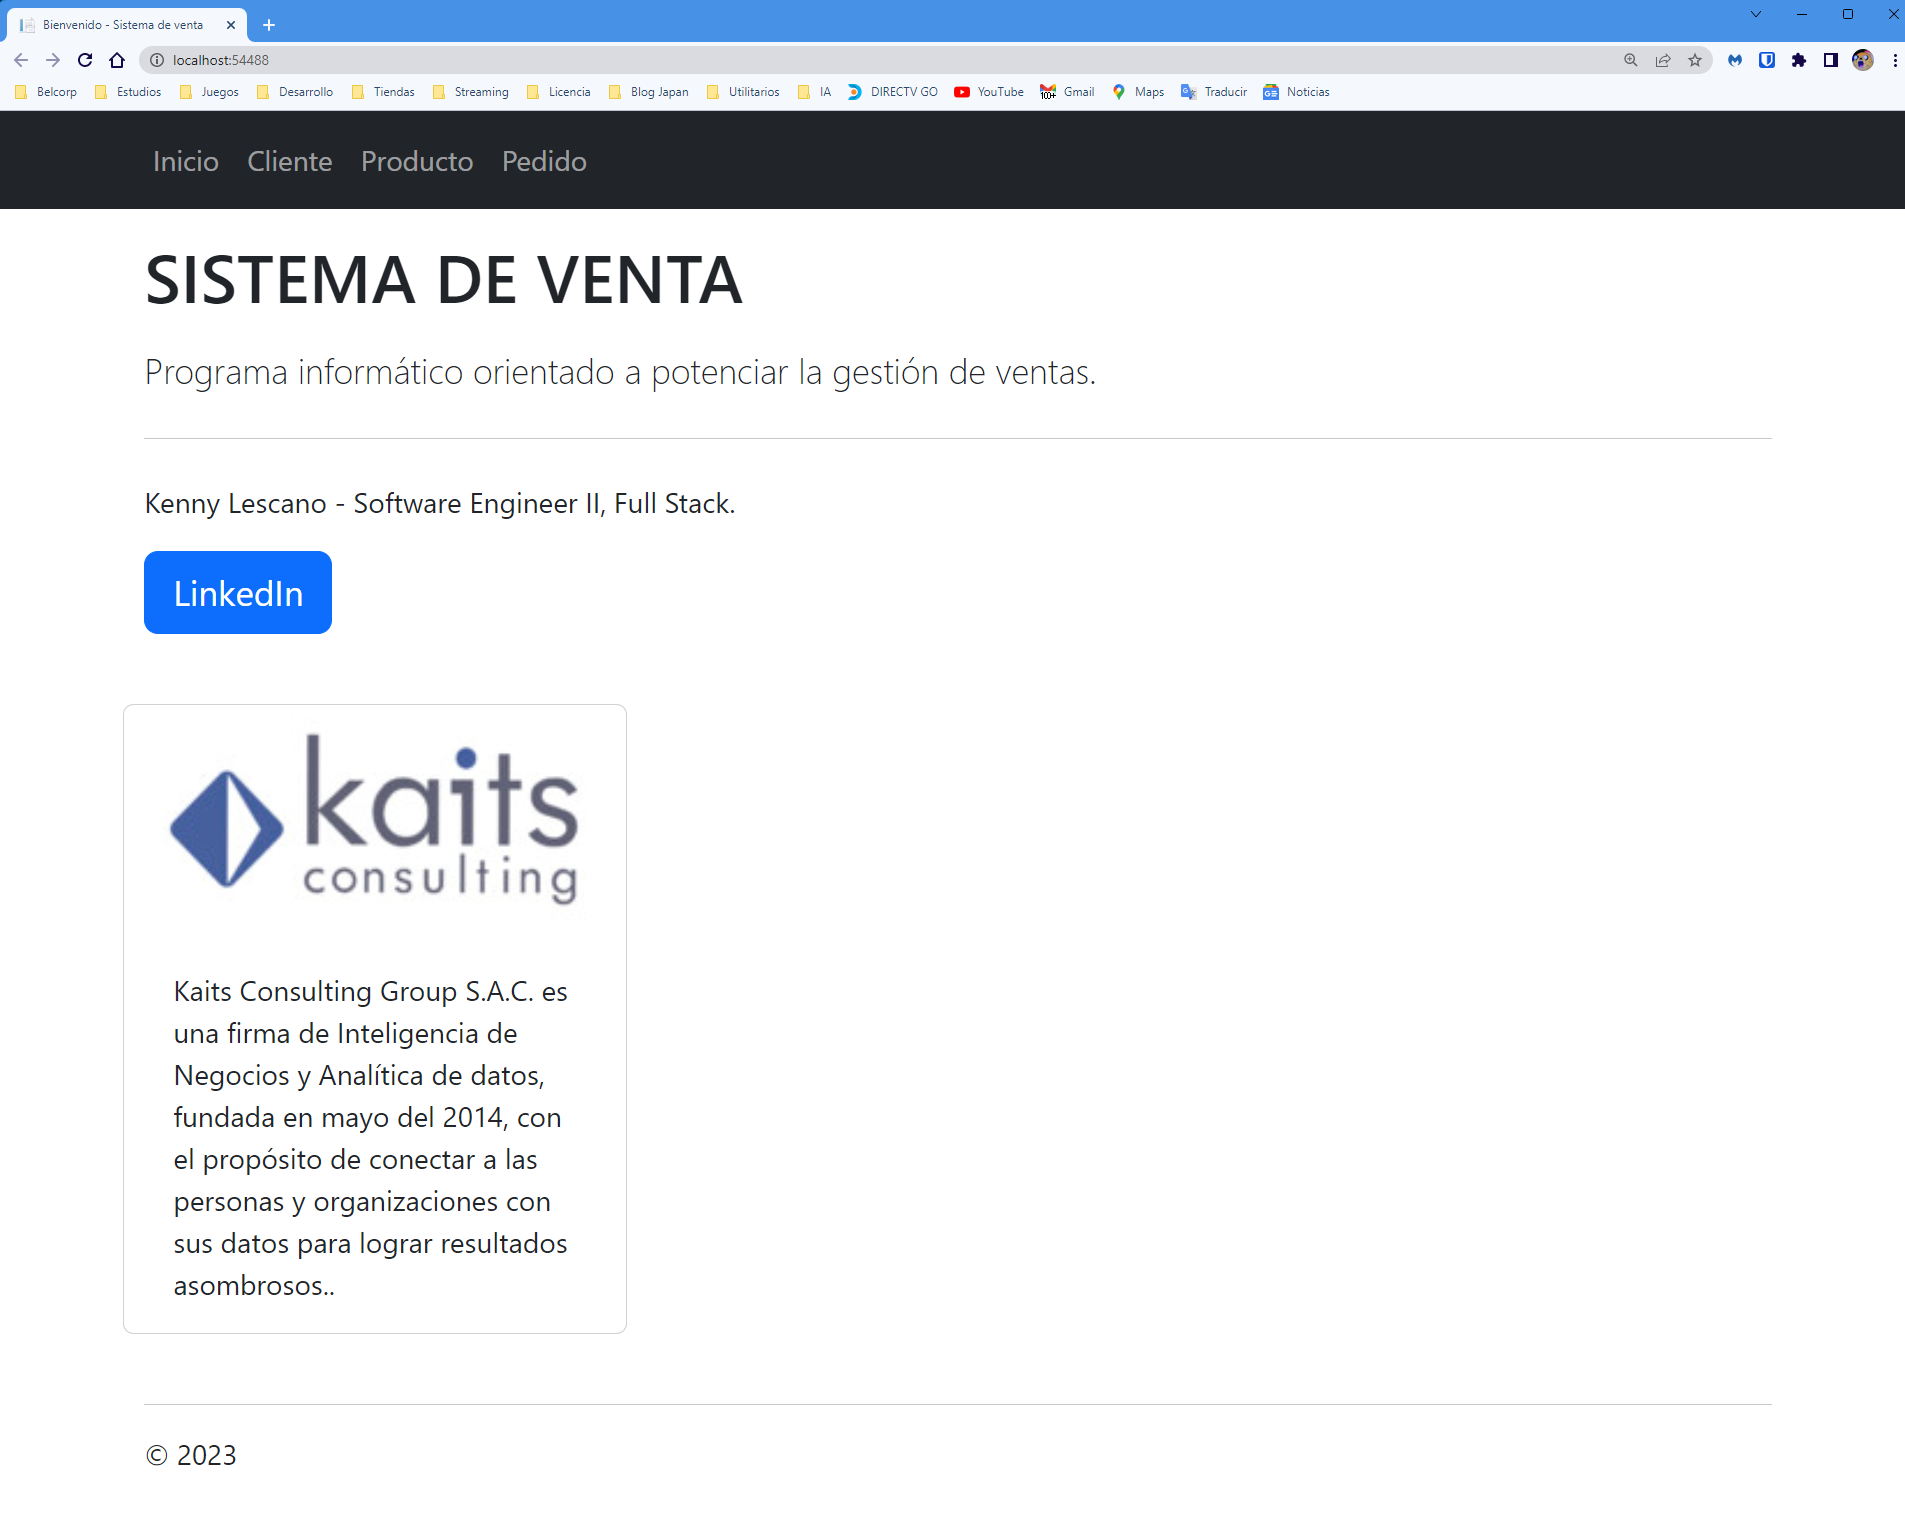 Bienvenido - Sistema de venta
localhost:54488
Belcorp Estudios Juegos Desarrollo Tiendas Streaming Licencia Blog Japan Utilitarios IA DIRECTV GO YouTube 100+ Gmail Maps Traducir Noticias
Inicio Cliente Producto Pedido
SISTEMA DE VENTA
Programa informático orientado a potenciar la gestión de ventas.
Kenny Lescano - Software Engineer II, Full Stack.
LinkedIn
kaits
consulting
Kaits Consulting Group S.A.C. es
una firma de Inteligencia de
Negocios y Analítica de datos,
fundada en mayo del 2014, con
el propósito de conectar a las
personas y organizaciones con
sus datos para lograr resultados
asombrosos..
© 2023